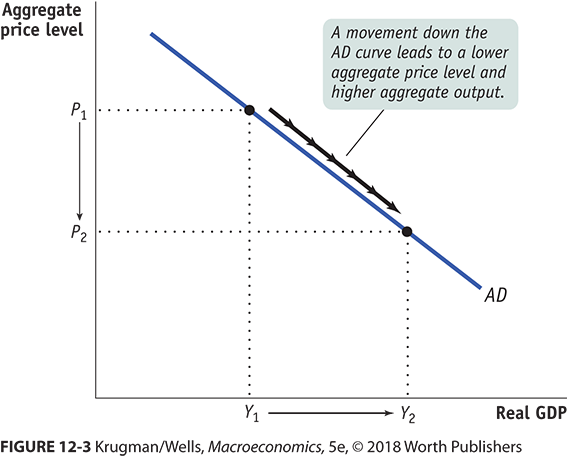 Aggregate
price level
A movement down the
AD curve leads to a lower
aggregate price level and
higher aggregate output.
P1
P2
AD
Y1
Y2
Real GDP
FIGURE 12-3 Krugman/Wells, Macroeconomics, 5e, © 2018 Worth Publishers